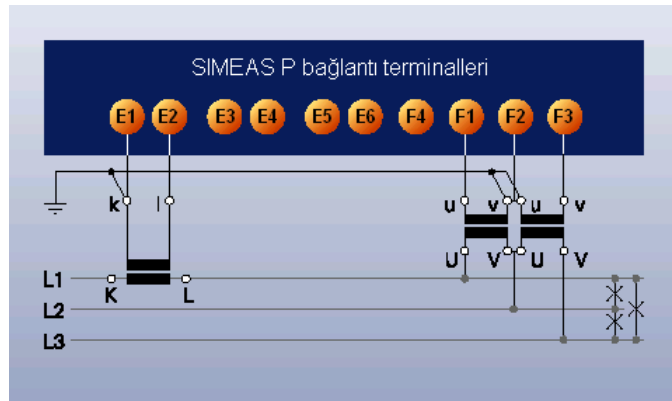 SIMEAS P bağlantı terminalleri
E1 E2 E3 E4 E5 E6 F4 F1 F2 F3
k l u v u v
U V U V
K L
L1
L2
L3